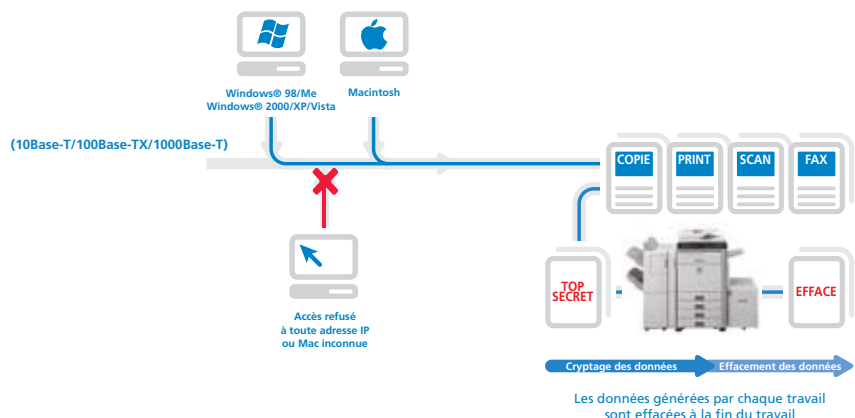 Windows® 98/Me
Windows® 2000/XP/Vista
Macintosh
(10Base-T/100Base-TX/1000Base-T)
COPIE
PRINT
SCAN
FAX
TOP
SECRET
EFFACE
Accès refusé
à toute adresse IP
ou Mac inconnue
Cryptage des données
Effacement des données
Les données générées par chaque travail
sont effacées à la fin du travail